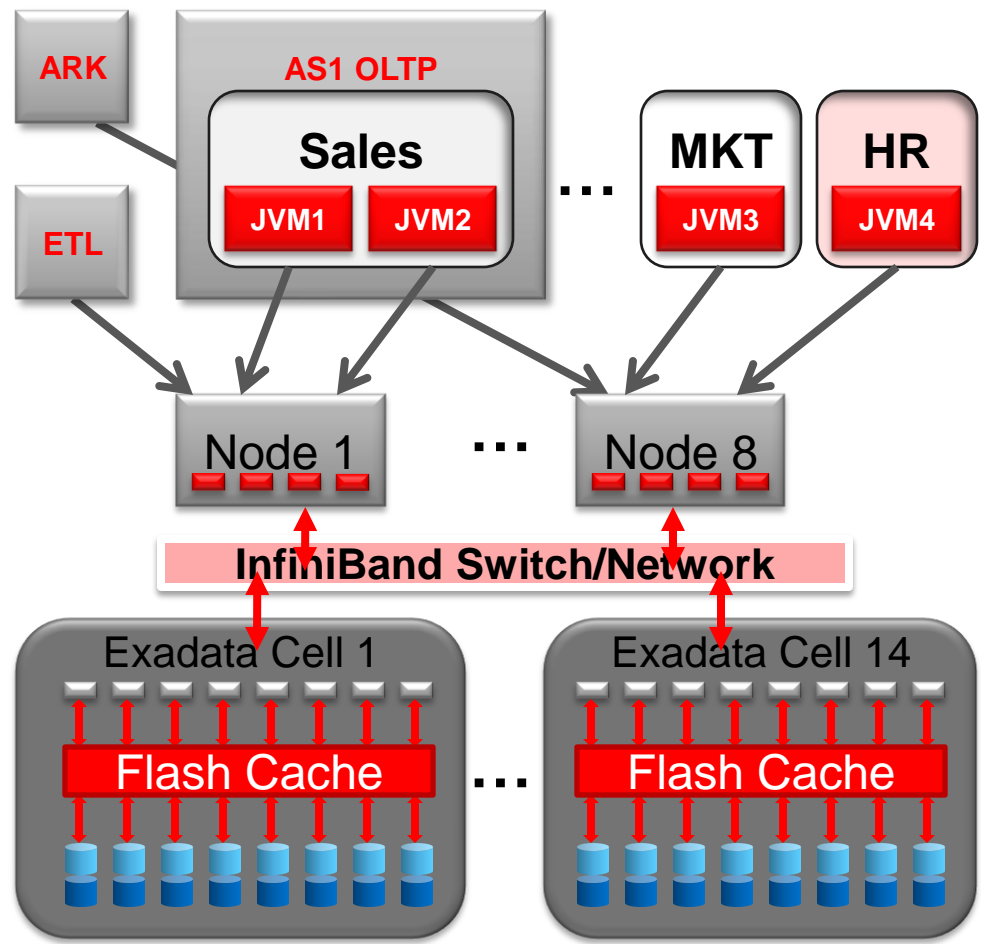 ARK
AS1 OLTP
Sales
JVM1
JVM2
...
MKT
JVM3
HR
JVM4
ETL
Node 1
...
Node 8
InfiniBand Switch/Network
Exadata Cell 1
Flash Cache
...
Exadata Cell 14
Flash Cache